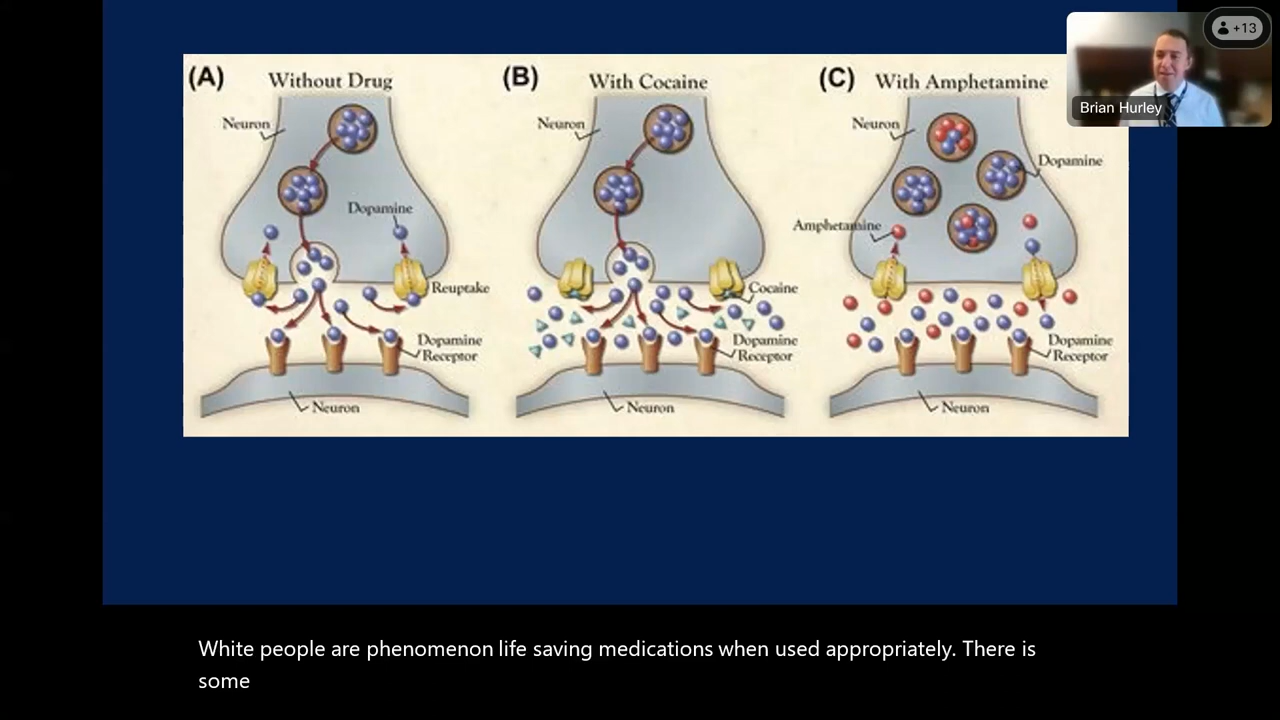 +13
Brian Hurley
(A) Without Drug
Neuron
Dopamine
Reuptake
Dopamine
Receptor
Neuron
(B) With Cocaine
Neuron
Cocaine
Dopamine
Receptor
Neuron
(C) With Amphetamine
Neuron
Dopamine
Amphetamine
Dopamine
Receptor
Neuron
White people are phenomenon life saving medications when used appropriately. There is
some